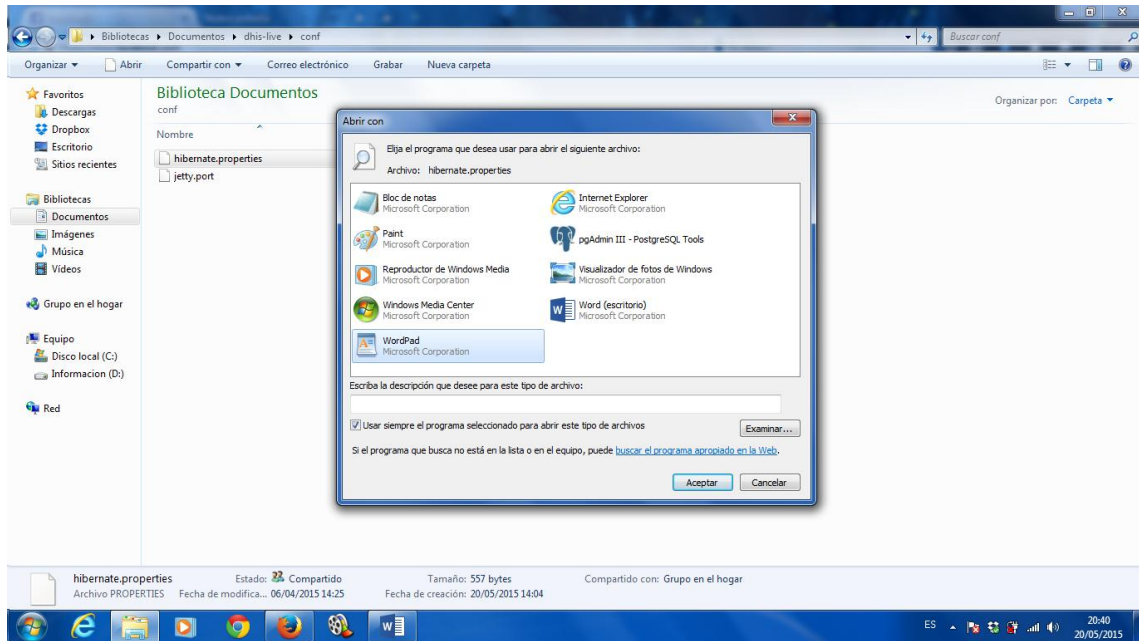 Bibliotecas ▸ Documentos ▸ dhis-live ▸ conf
Buscar conf
Organizar ▾ Abrir Compartir con ▾ Correo electrónico Grabar Nueva carpeta
Favoritos
Descargas
Dropbox
Escritorio
Sitios recientes
Bibliotecas
Documentos
Imágenes
Música
Vídeos
Grupo en el hogar
Equipo
Disco local (C:)
Informacion (D:)
Red
Biblioteca Documentos
conf
Organizar por: Carpeta ▾
Nombre
hibernate.properties
jetty.port
Abrir con
Elija el programa que desea usar para abrir el siguiente archivo:
Archivo: hibernate.properties
Bloc de notas
Microsoft Corporation
Internet Explorer
Microsoft Corporation
Paint
Microsoft Corporation
pgAdmin III - PostgreSQL Tools
Reproductor de Windows Media
Microsoft Corporation
Visualizador de fotos de Windows
Microsoft Corporation
Windows Media Center
Microsoft Corporation
Word (escritorio)
Microsoft Corporation
WordPad
Microsoft Corporation
Escriba la descripción que desee para este tipo de archivo:
Usar siempre el programa seleccionado para abrir este tipo de archivos
Examinar...
Si el programa que busca no está en la lista o en el equipo, puede buscar el programa apropiado en la Web.
Aceptar Cancelar
hibernate.properties Estado: Compartido Tamaño: 557 bytes Compartido con: Grupo en el hogar
Archivo PROPERTIES Fecha de modifica... 06/04/2015 14:25 Fecha de creación: 20/05/2015 14:04
ES 20:40
20/05/2015